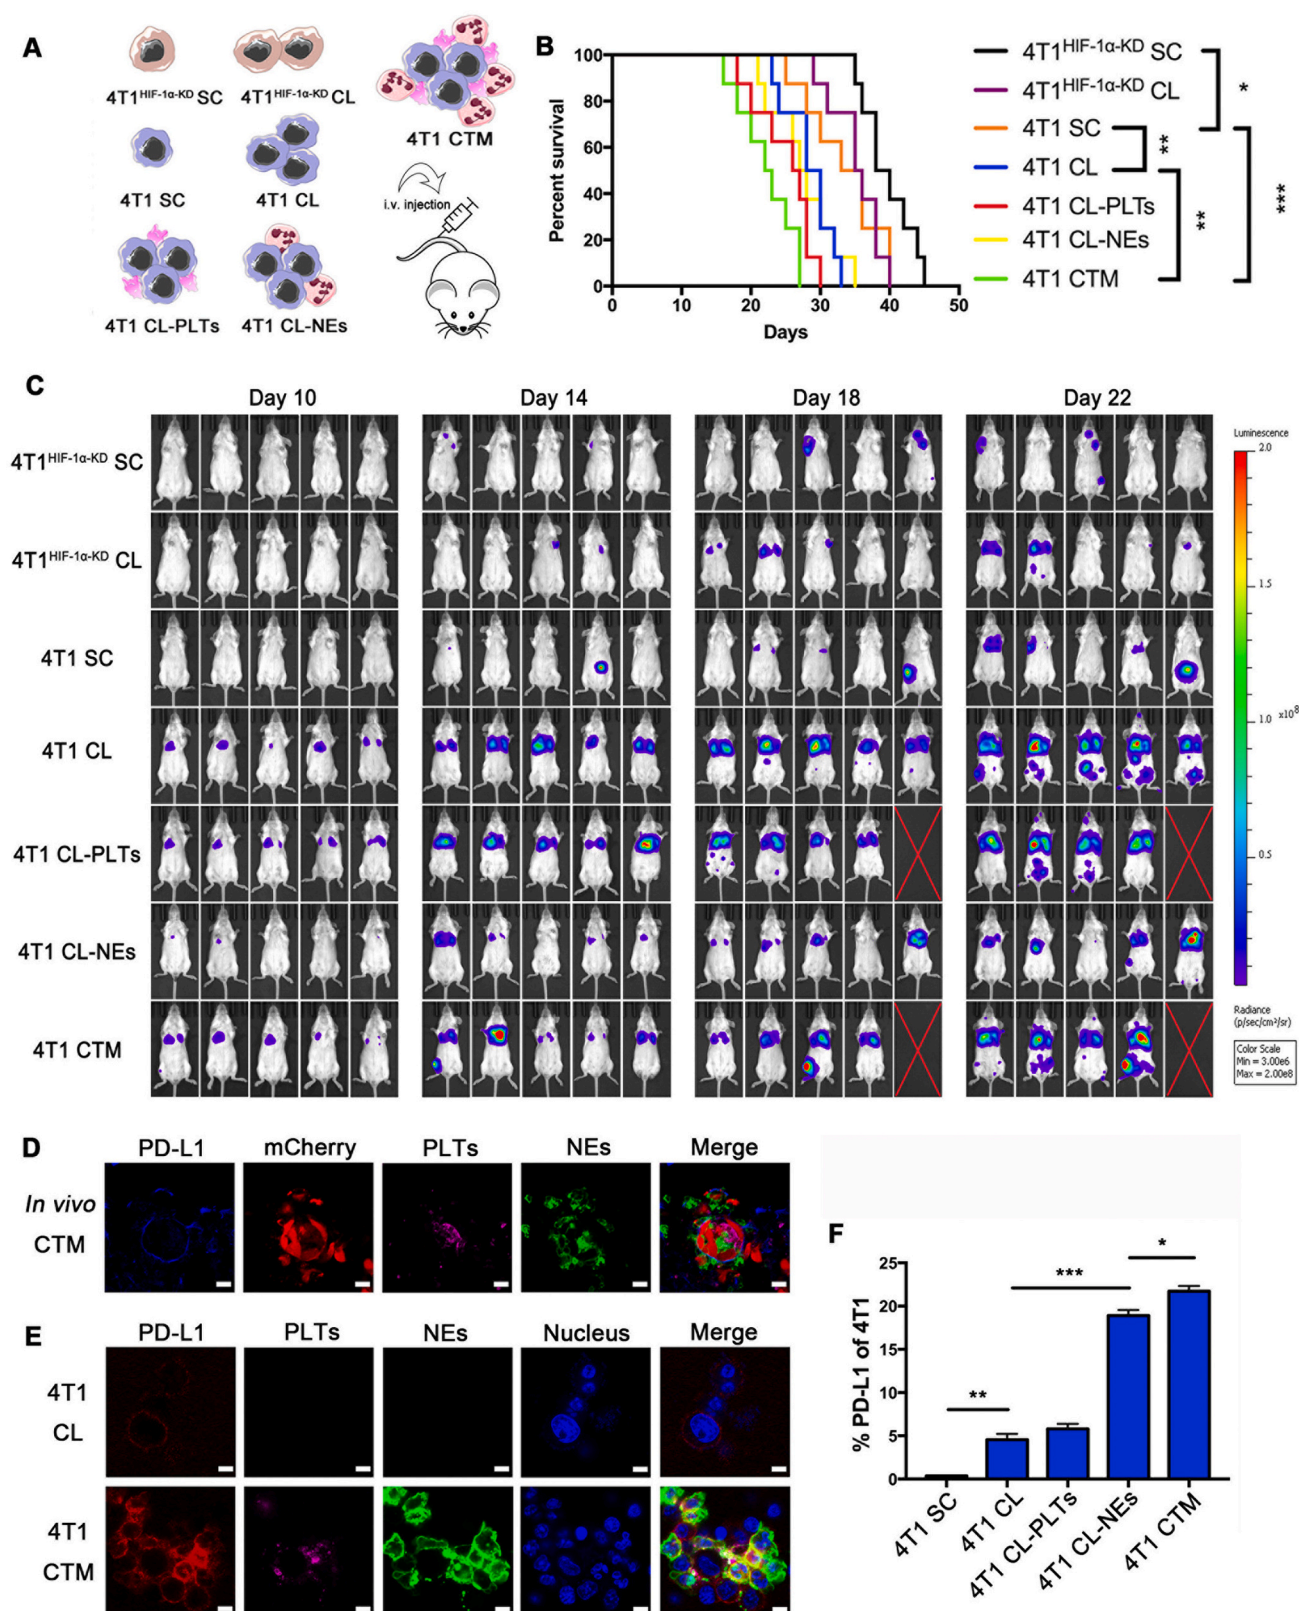 A
4T1HIF-1α-KD SC
4T1HIF-1α-KD CL
4T1 CTM
4T1 SC
4T1 CL
i.v. injection
4T1 CL-PLTs
4T1 CL-NEs
B
Percent survival
100
80
60
40
20
0
0 10 20 30 40 50
Days
4T1HIF-1α-KD SC
4T1HIF-1α-KD CL
4T1 SC
4T1 CL
4T1 CL-PLTs
4T1 CL-NEs
4T1 CTM
*
**
**
***
C
Day 10 Day 14 Day 18 Day 22
4T1HIF-1α-KD SC
4T1HIF-1α-KD CL
4T1 SC
4T1 CL
4T1 CL-PLTs
4T1 CL-NEs
4T1 CTM
Luminescence
2.0
1.5
1.0 x10⁸
0.5
Radiance
(p/sec/cm²/sr)
Color Scale
Min = 3.00e6
Max = 2.00e8
D
PD-L1 mCherry PLTs NEs Merge
In vivo
CTM
E
PD-L1 PLTs NEs Nucleus Merge
4T1
CL
4T1
CTM
F
% PD-L1 of 4T1
25
20
15
10
5
0
**
***
*
4T1 SC
4T1 CL
4T1 CL-PLTs
4T1 CL-NEs
4T1 CTM